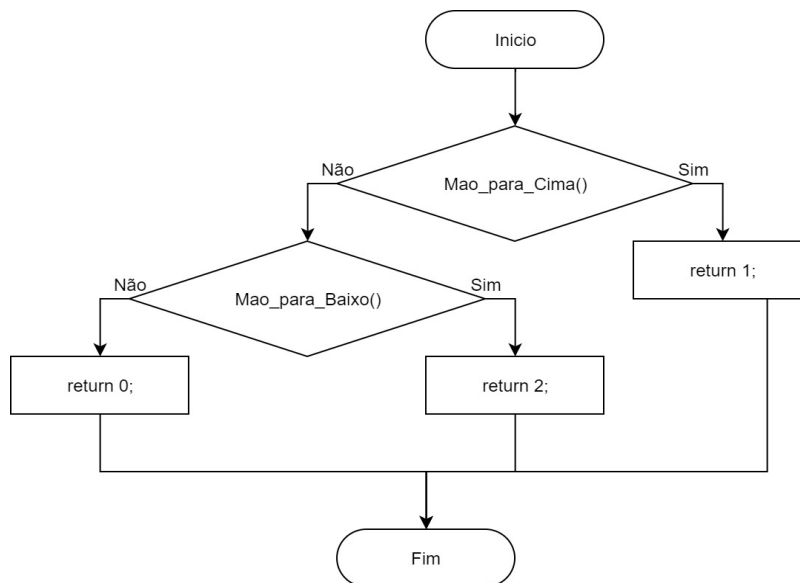 Inicio
Não
Mao_para_Cima()
Sim
Não
Mao_para_Baixo()
Sim
return 1;
return 0;
return 2;
Fim